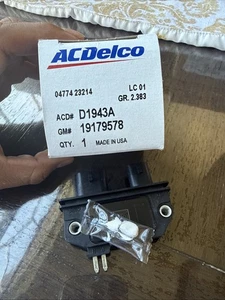 ACDelco
04774 23214
LC 01
GR. 2.383
ACD# D1943A
GM# 19179578
QTY. 1 MADE IN USA